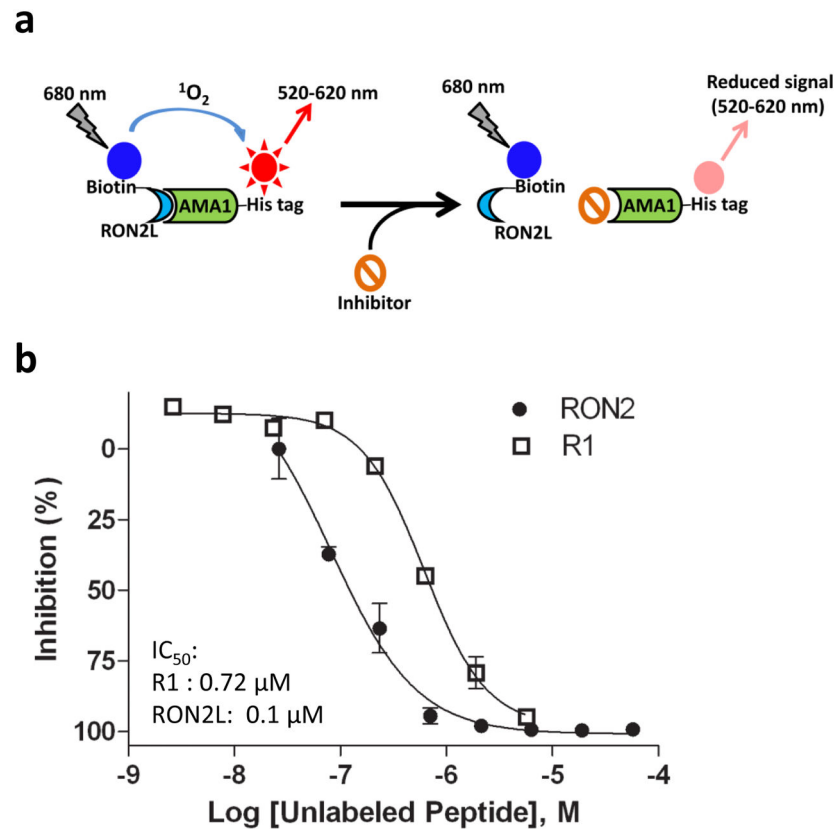 a
680 nm
¹O₂
520-620 nm
Biotin
AMA1
His tag
RON2L
Inhibitor
680 nm
Reduced signal
(520-620 nm)
Biotin
AMA1
His tag
RON2L
b
RON2
R1
0
25
50
75
100
Inhibition (%)
IC₅₀:
R1 : 0.72 µM
RON2L: 0.1 µM
-9 -8 -7 -6 -5 -4
Log [Unlabeled Peptide], M